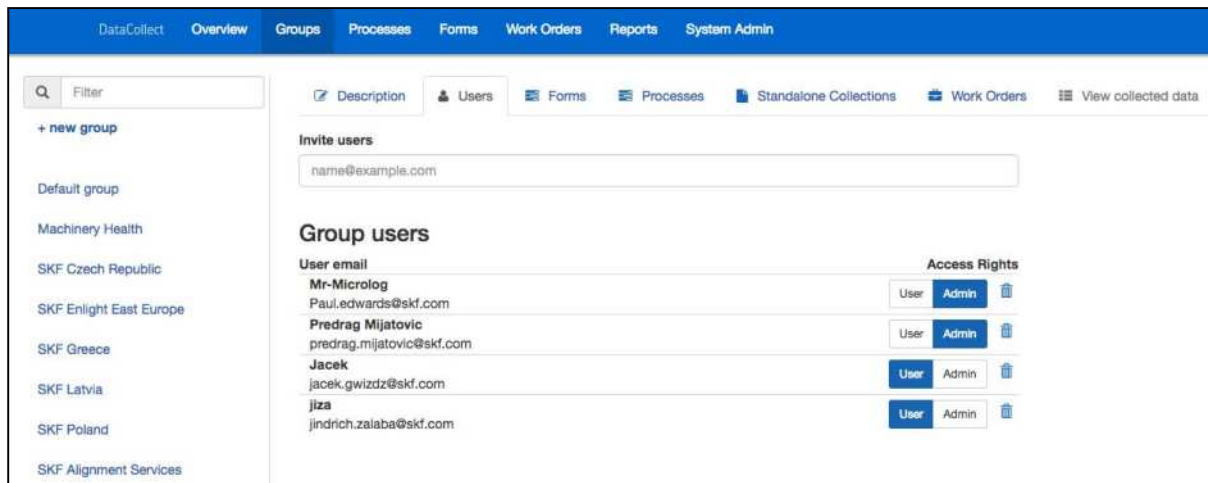 DataCollect Overview Groups Processes Forms Work Orders Reports System Admin
Filter
+ new group
Default group
Machinery Health
SKF Czech Republic
SKF Enlight East Europe
SKF Greece
SKF Latvia
SKF Poland
SKF Alignment Services
Description Users Forms Processes Standalone Collections Work Orders View collected data
Invite users
name@example.com
Group users
User email Access Rights
Mr-Microlog
Paul.edwards@skf.com User Admin
Predrag Mijatovic
predrag.mijatovic@skf.com User Admin
Jacek
jacek.gwizdz@skf.com User Admin
jiza
jindrich.zalaba@skf.com User Admin